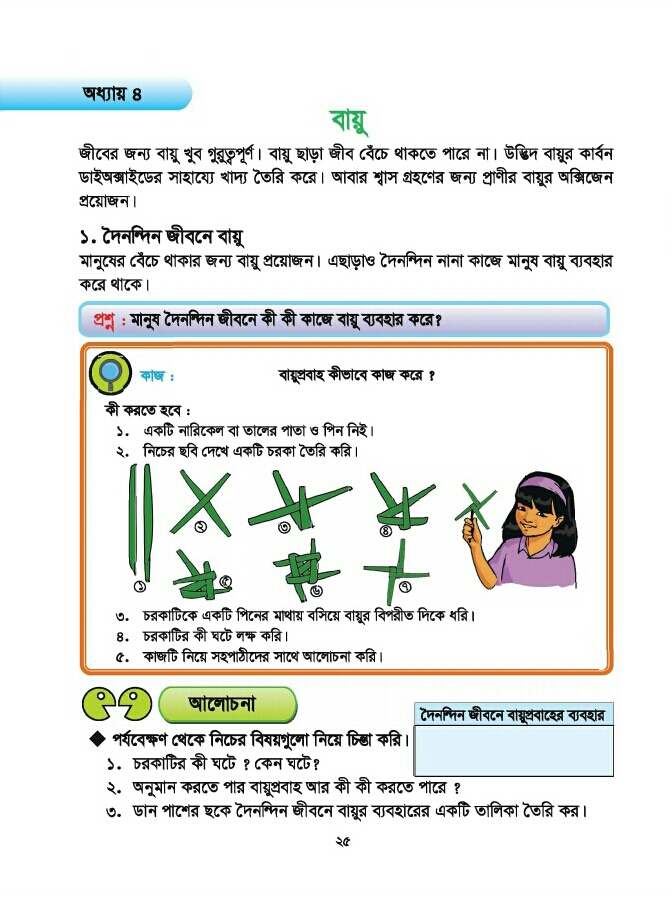 অধ্যায় ৪
বায়ু
জীবের জন্য বায়ু খুব গুরুত্বপূর্ণ। বায়ু ছাড়া জীব বেঁচে থাকতে পারে না। উদ্ভিদ বায়ুর কার্বন
ডাইঅক্সাইডের সাহায্যে খাদ্য তৈরি করে। আবার শ্বাস গ্রহণের জন্য প্রাণীর বায়ুর অক্সিজেন
প্রয়োজন।
১. দৈনন্দিন জীবনে বায়ু
মানুষের বেঁচে থাকার জন্য বায়ু প্রয়োজন। এছাড়াও দৈনন্দিন নানা কাজে মানুষ বায়ু ব্যবহার
করে থাকে।
প্রশ্ন : মানুষ দৈনন্দিন জীবনে কী কী কাজে বায়ু ব্যবহার করে?
কাজ : বায়ুপ্রবাহ কীভাবে কাজ করে ?
কী করতে হবে :
১. একটি নারিকেল বা তালের পাতা ও পিন নিই।
২. নিচের ছবি দেখে একটি চরকা তৈরি করি।
১
২
৩
৪
৫
৬
৭
৩. চরকাটিকে একটি পিনের মাথায় বসিয়ে বায়ুর বিপরীত দিকে ধরি।
৪. চরকাটির কী ঘটে লক্ষ করি।
৫. কাজটি নিয়ে সহপাঠীদের সাথে আলোচনা করি।
আলোচনা
দৈনন্দিন জীবনে বায়ুপ্রবাহের ব্যবহার
◆ পর্যবেক্ষণ থেকে নিচের বিষয়গুলো নিয়ে চিন্তা করি।
১. চরকাটির কী ঘটে ? কেন ঘটে?
২. অনুমান করতে পার বায়ুপ্রবাহ আর কী কী করতে পারে ?
৩. ডান পাশের ছকে দৈনন্দিন জীবনে বায়ুর ব্যবহারের একটি তালিকা তৈরি কর।
২৫